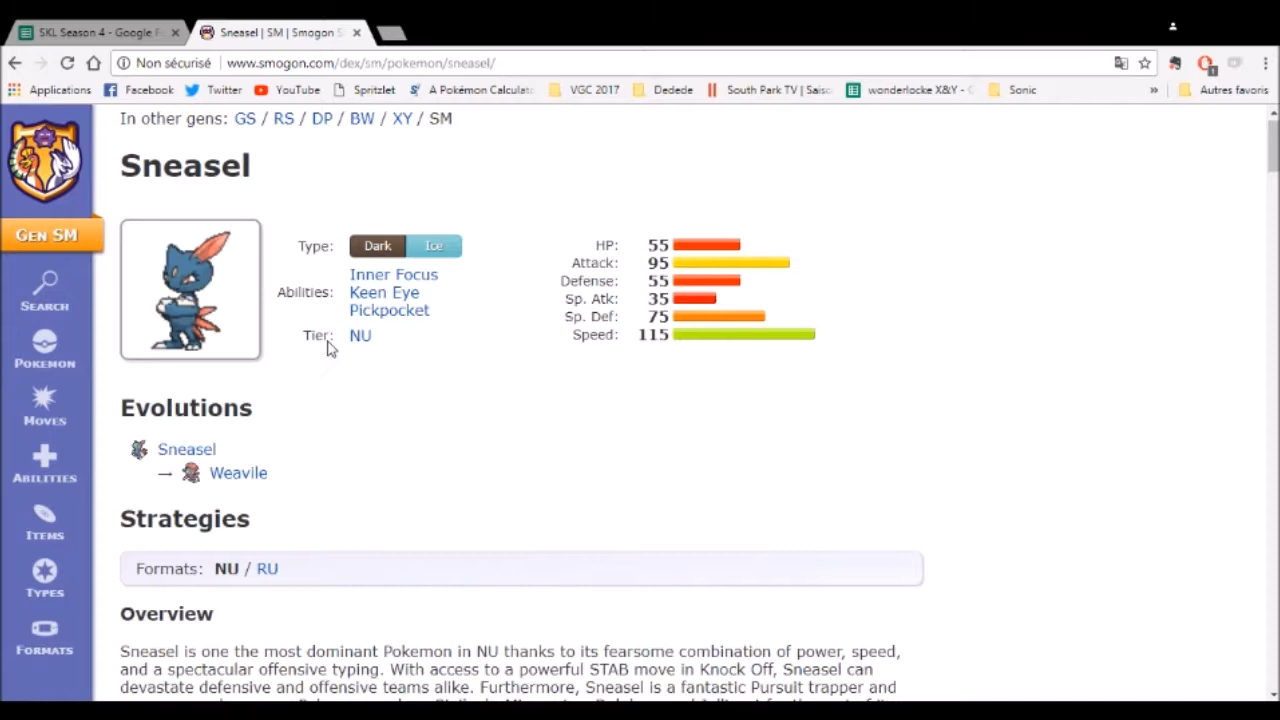 SKL Season 4 - Google F
Sneasel | SM | Smogon S
Non sécurisé
www.smogon.com/dex/sm/pokemon/sneasel/
Applications
Facebook
Twitter
YouTube
Spritzlet
A Pokémon Calculat
VGC 2017
Dedede
South Park TV | Sais
wonderlocke X&Y -
Sonic
»
Autres favoris
In other gens: GS / RS / DP / BW / XY / SM
Sneasel
GEN SM
SEARCH
POKEMON
MOVES
ABILITIES
ITEMS
TYPES
FORMATS
Type: Dark Ice
Abilities: Inner Focus
Keen Eye
Pickpocket
Tier: NU
HP: 55
Attack: 95
Defense: 55
Sp. Atk: 35
Sp. Def: 75
Speed: 115
Evolutions
Sneasel
→ Weavile
Strategies
Formats: NU / RU
Overview
Sneasel is one the most dominant Pokemon in NU thanks to its fearsome combination of power, speed,
and a spectacular offensive typing. With access to a powerful STAB move in Knock Off, Sneasel can
devastate defensive and offensive teams alike. Furthermore, Sneasel is a fantastic Pursuit trapper and